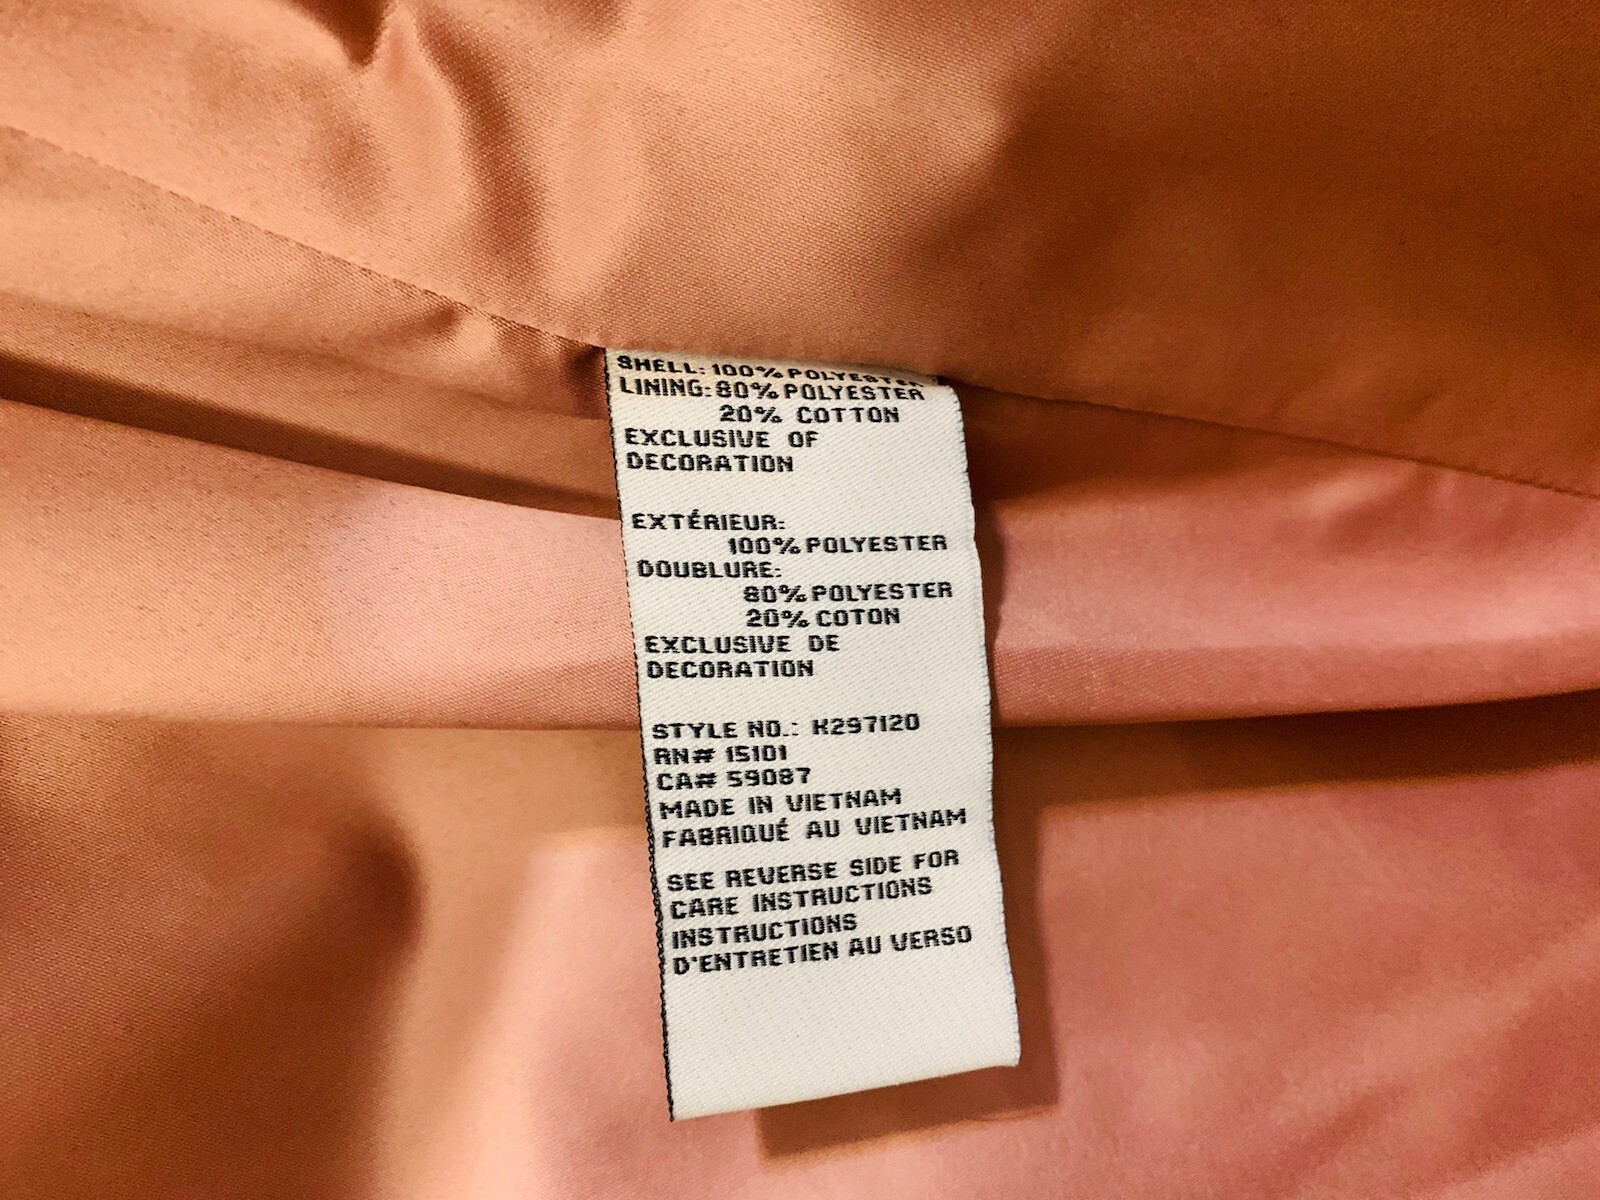 SHELL: 100% POLYESTER
LINING: 80% POLYESTER
20% COTTON
EXCLUSIVE OF
DECORATION
EXTÉRIEUR:
100% POLYESTER
DOUBLURE:
80% POLYESTER
20% COTON
EXCLUSIVE DE
DECORATION
STYLE NO.: K297120
RN# 15101
CA# 59087
MADE IN VIETNAM
FABRIQUÉ AU VIETNAM
SEE REVERSE SIDE FOR
CARE INSTRUCTIONS
INSTRUCTIONS
D'ENTRETIEN AU VERSO